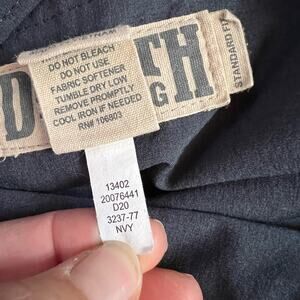 DO NOT BLEACH
DO NOT USE
FABRIC SOFTENER
TUMBLE DRY LOW
REMOVE PROMPTLY
COOL IRON IF NEEDED
RN# 106803
D
TH
G
STANDARD FIT
13402
20076441
D20
3237-77
NVY